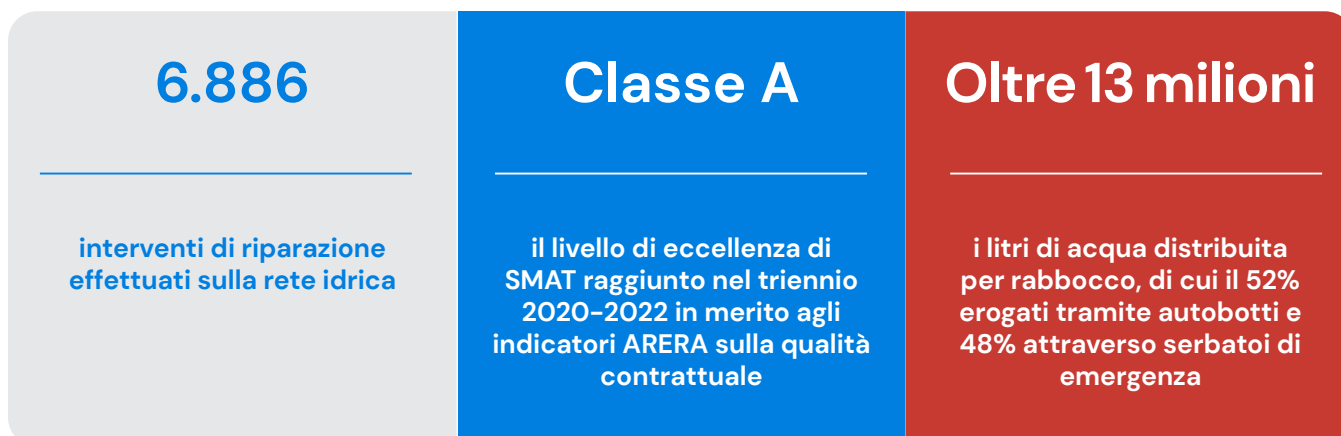 6.886
interventi di riparazione
effettuati sulla rete idrica
Classe A
il livello di eccellenza di
SMAT raggiunto nel triennio
2020-2022 in merito agli
indicatori ARERA sulla qualità
contrattuale
Oltre 13 milioni
i litri di acqua distribuita
per rabbocco, di cui il 52%
erogati tramite autobotti e
48% attraverso serbatoi di
emergenza